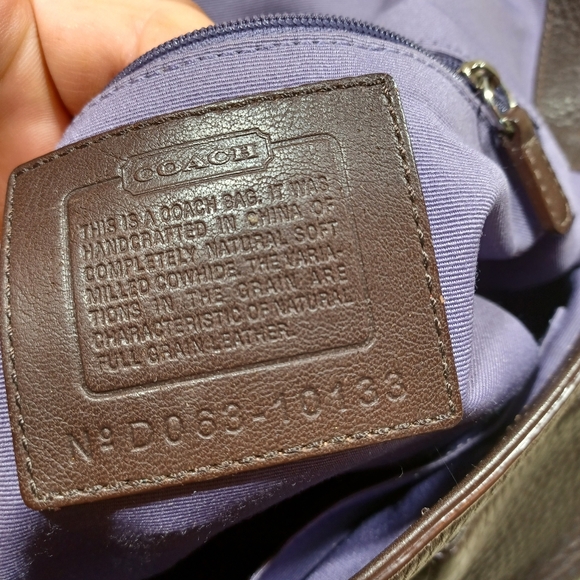 COACH
THIS IS A COACH BAG. IT WAS
HANDCRAFTED IN CHINA OF
COMPLETELY NATURAL SOFT
MILLED COWHIDE. THE VARIA-
TIONS IN THE GRAIN ARE
CHARACTERISTIC OF NATURAL
FULL GRAIN LEATHER.
Nº D063-10133